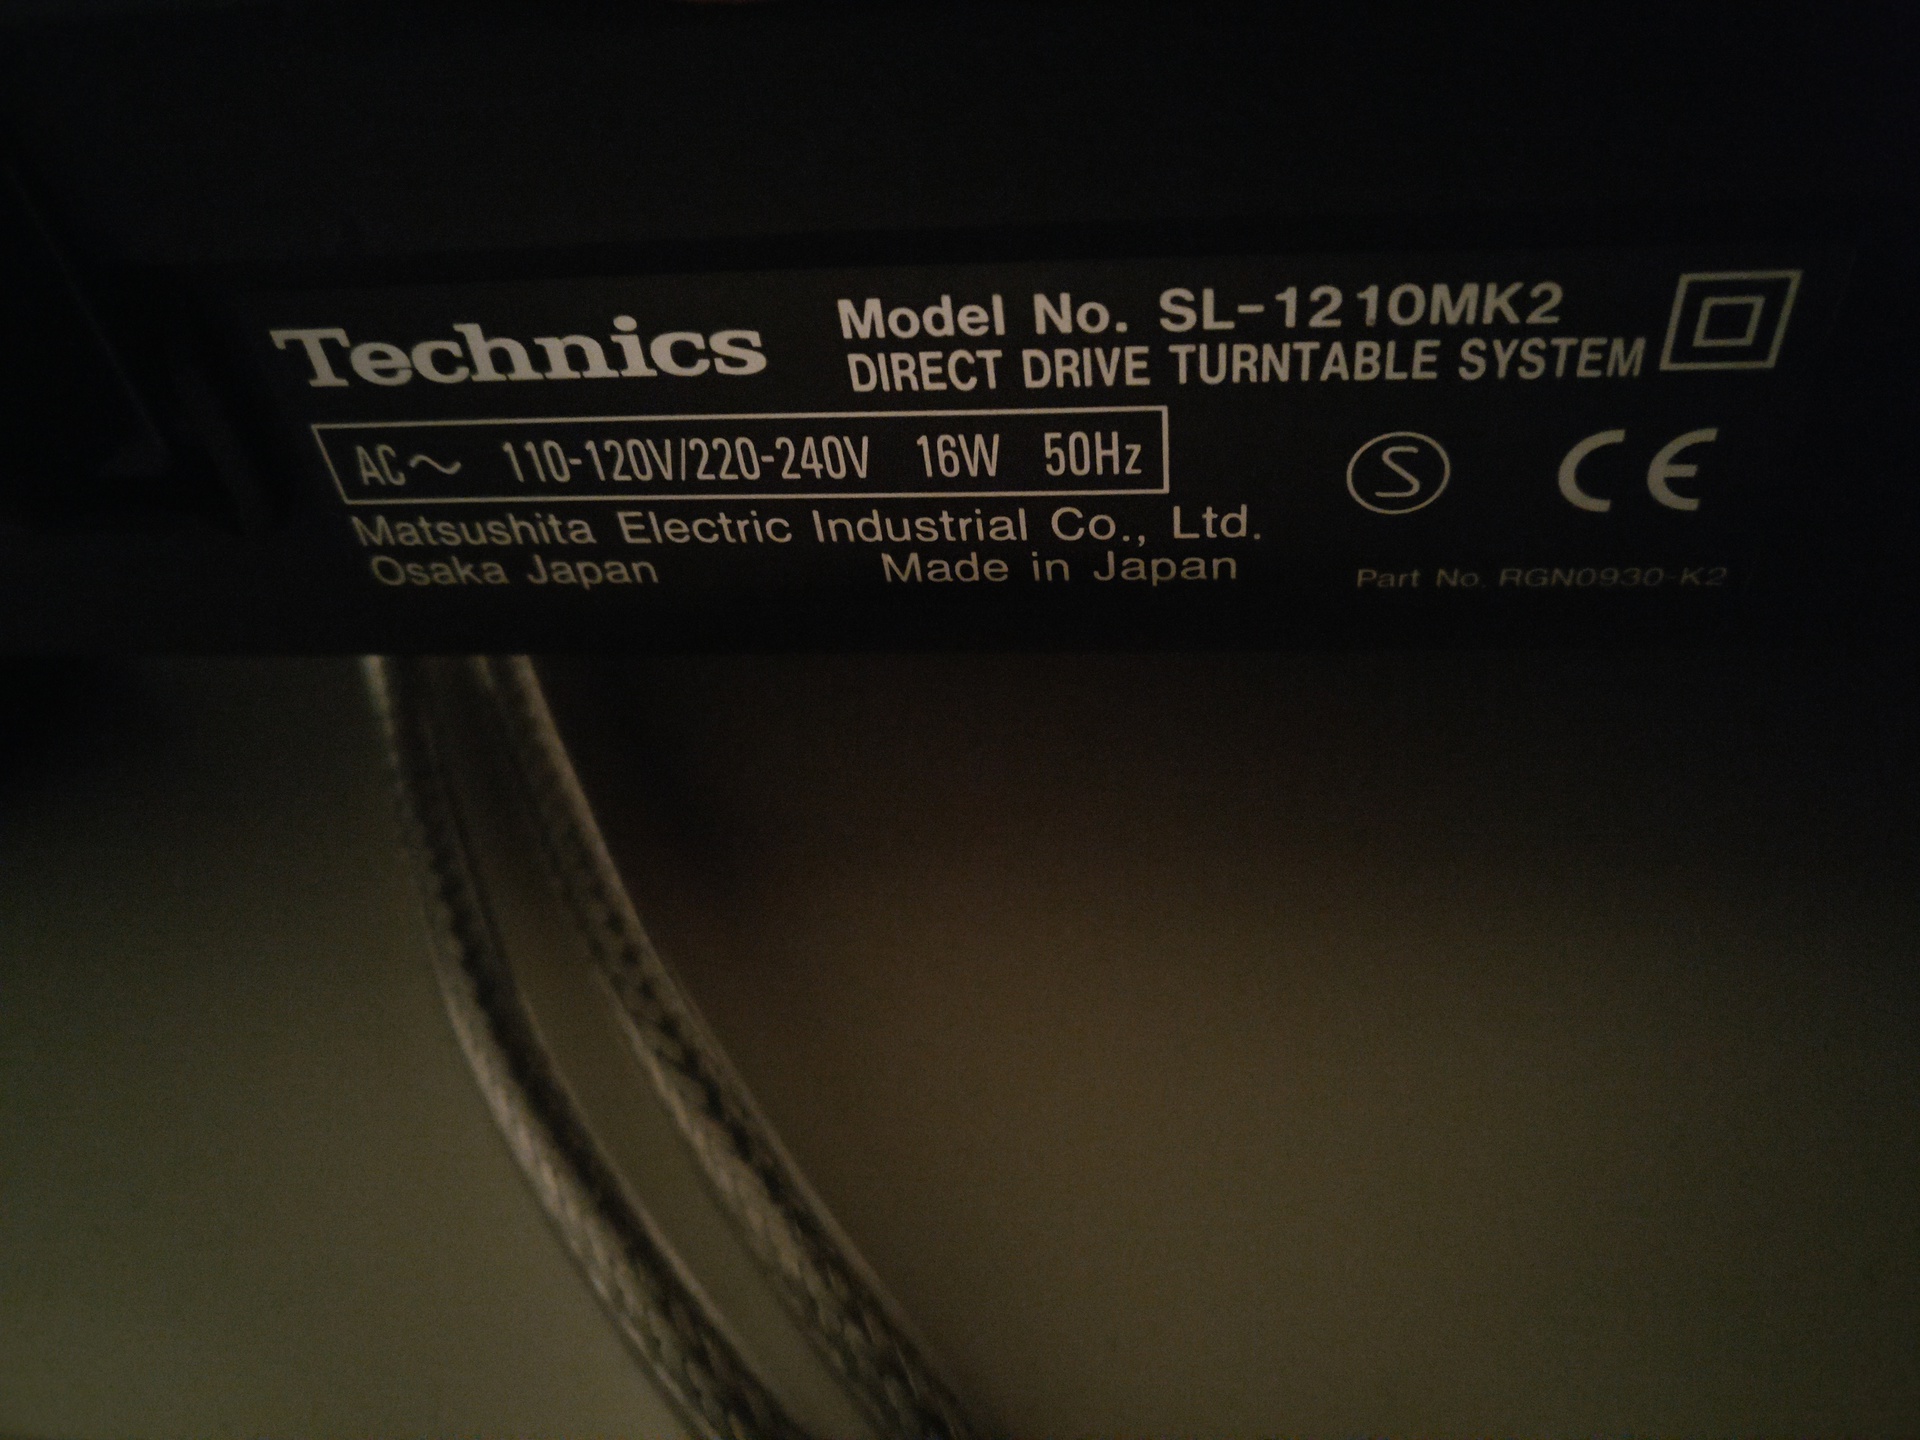 Technics
Model No. SL-1210MK2
DIRECT DRIVE TURNTABLE SYSTEM
AC~ 110-120V/220-240V 16W 50Hz
S CE
Matsushita Electric Industrial Co., Ltd.
Osaka Japan Made in Japan
Part No. RGN0930-K2